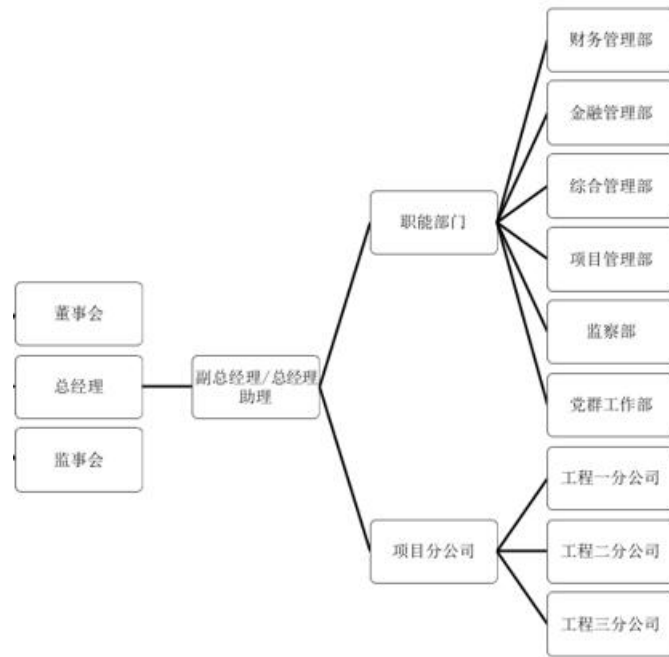 董事会
总经理
监事会
副总经理/总经理
助理
职能部门
项目分公司
财务管理部
金融管理部
综合管理部
项目管理部
监察部
党群工作部
工程一分公司
工程二分公司
工程三分公司